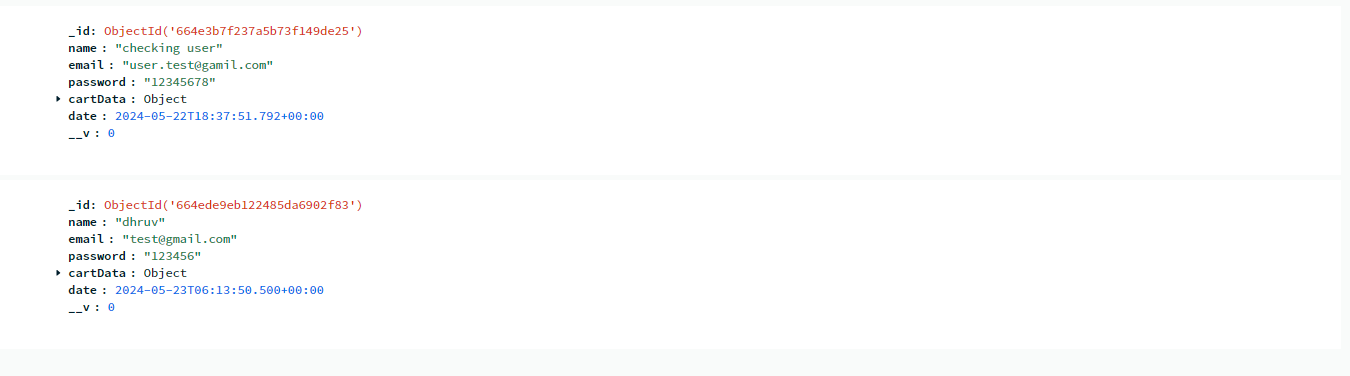 _id: ObjectId('664e3b7f237a5b73f149de25')
name : "checking user"
email : "user.test@gamil.com"
password : "12345678"
cartData : Object
date : 2024-05-22T18:37:51.792+00:00
__v : 0
_id: ObjectId('664ede9eb122485da6902f83')
name : "dhruv"
email : "test@gmail.com"
password : "123456"
cartData : Object
date : 2024-05-23T06:13:50.500+00:00
__v : 0